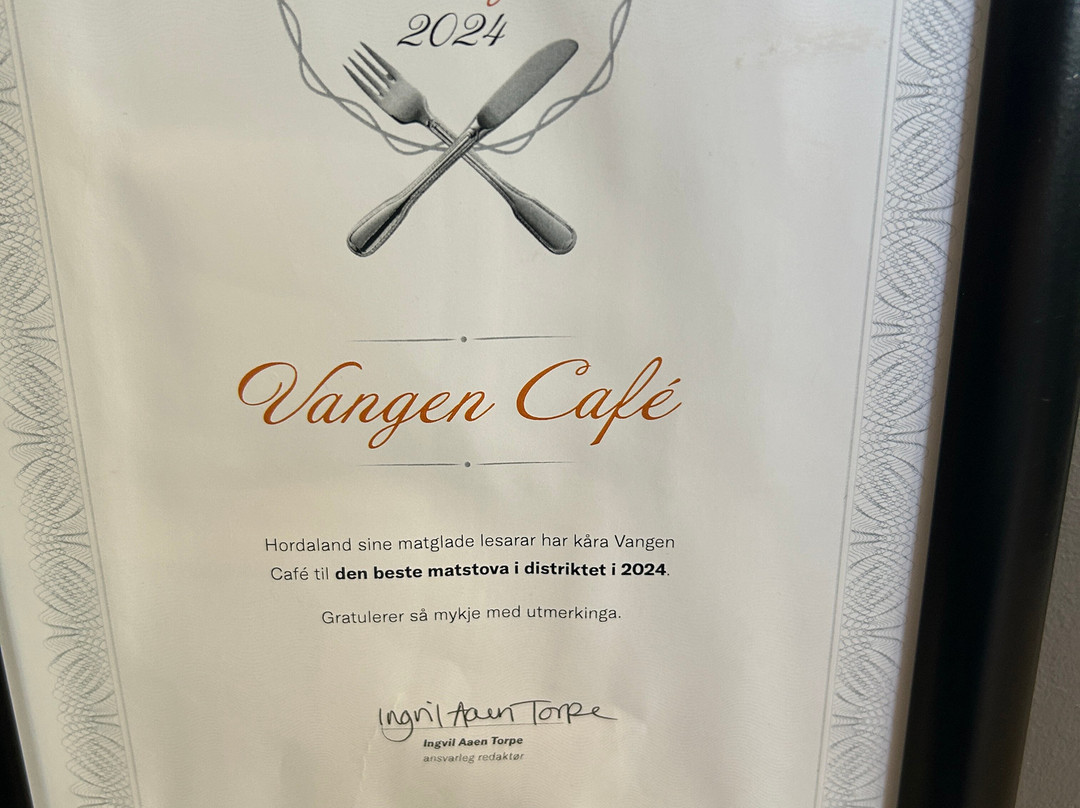 2024
Vangen Café
Hordaland sine matglade lesarar har kåra Vangen
Café til den beste matstova i distriktet i 2024.
Gratulerer så mykje med utmerkinga.
Ingvil Aaen Torpe
Ingvil Aaen Torpe
ansvarleg redaktør